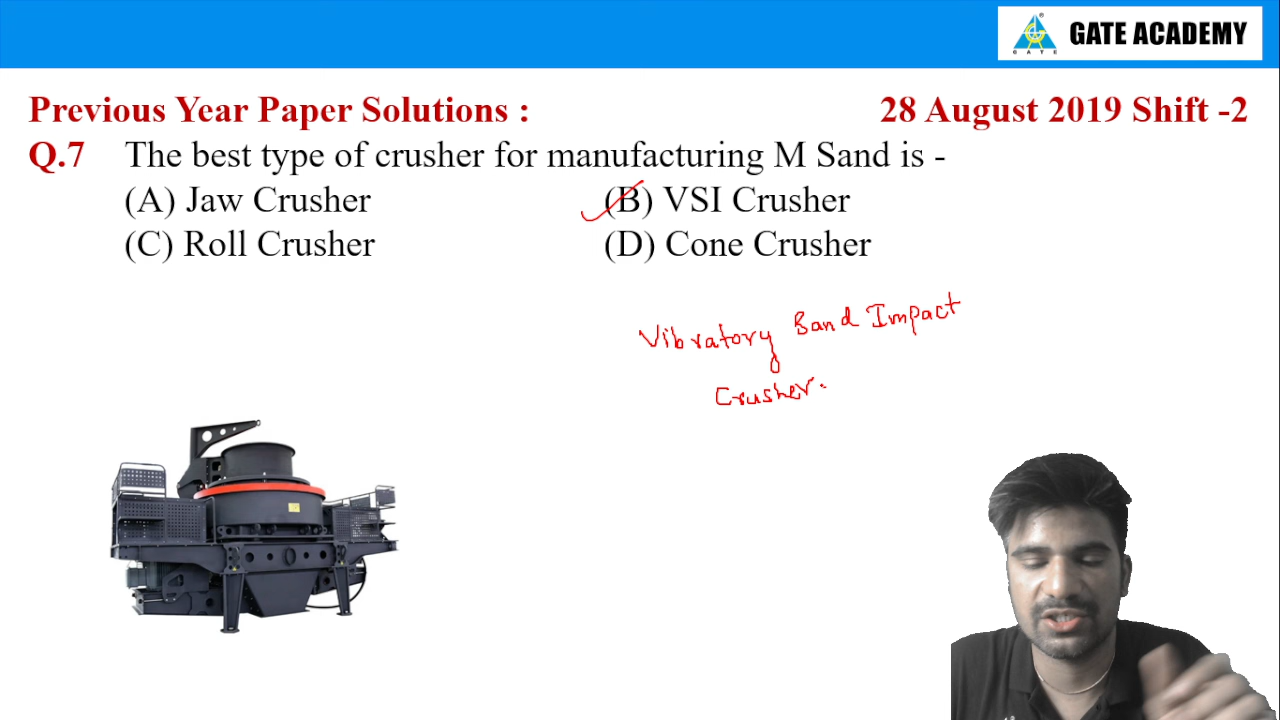 GATE
GATE ACADEMY
Previous Year Paper Solutions :
28 August 2019 Shift -2
Q.7 The best type of crusher for manufacturing M Sand is -
(A) Jaw Crusher
(B) VSI Crusher
(C) Roll Crusher
(D) Cone Crusher
Vibratory Sand Impact
Crusher.